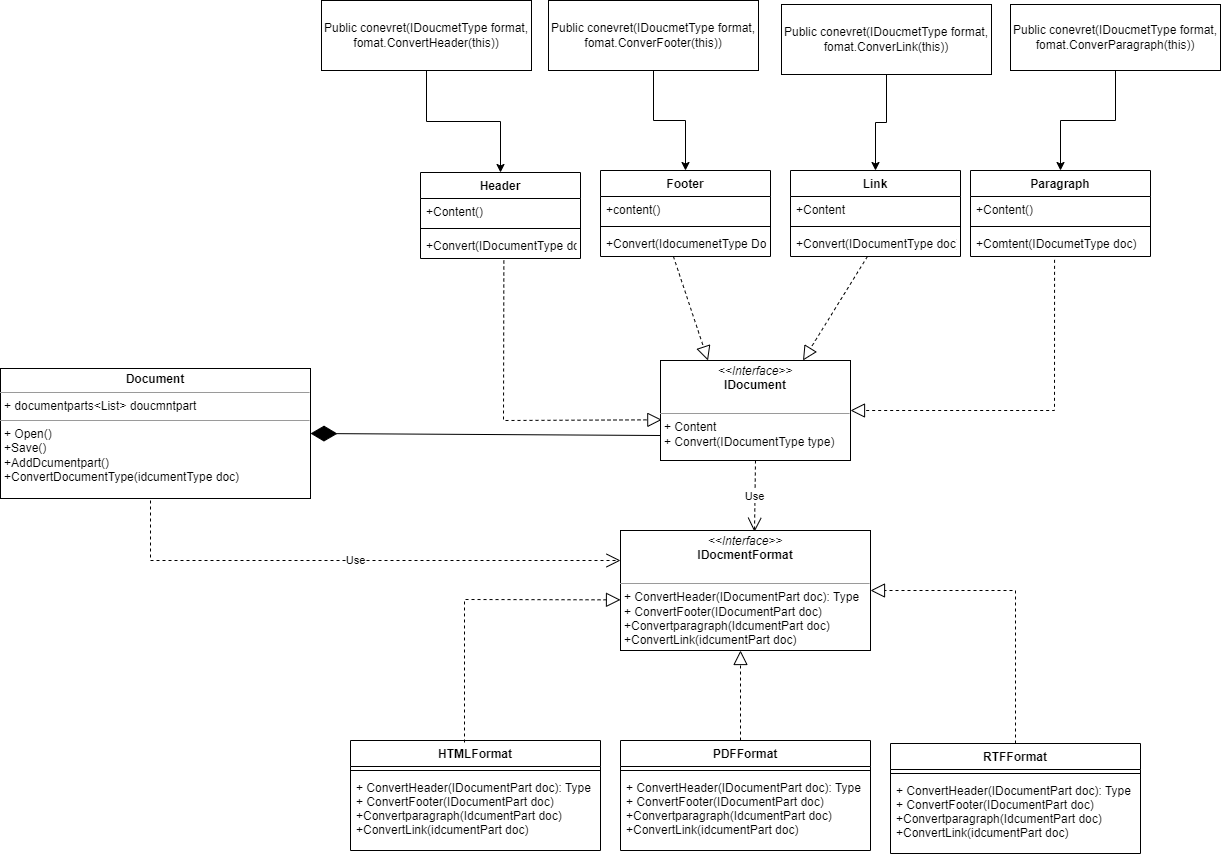 Public conevret(IDoucmetType format,
fomat.ConvertHeader(this))
Public conevret(IDoucmetType format,
fomat.ConverFooter(this))
Public conevret(IDoucmetType format,
fomat.ConverLink(this))
Public conevret(IDoucmetType format,
fomat.ConverParagraph(this))
Header
+Content()
+Convert(IDocumentType do
Footer
+content()
+Convert(IdocumenetType Do
Link
+Content
+Convert(IDocumentType doc
Paragraph
+Content()
+Comtent(IDocumetType doc)
Document
+ documentparts<List> doucmntpart
+ Open()
+Save()
+AddDcumentpart()
+ConvertDocumentType(idcumentType doc)
<<Interface>>
IDocument
+ Content
+ Convert(IDocumentType type)
Use
Use
<<Interface>>
IDocmentFormat
+ ConvertHeader(IDocumentPart doc): Type
+ ConvertFooter(IDocumentPart doc)
+Convertparagraph(IdcumentPart doc)
+ConvertLink(idcumentPart doc)
HTMLFormat
+ ConvertHeader(IDocumentPart doc): Type
+ ConvertFooter(IDocumentPart doc)
+Convertparagraph(IdcumentPart doc)
+ConvertLink(idcumentPart doc)
PDFFormat
+ ConvertHeader(IDocumentPart doc): Type
+ ConvertFooter(IDocumentPart doc)
+Convertparagraph(IdcumentPart doc)
+ConvertLink(idcumentPart doc)
RTFFormat
+ ConvertHeader(IDocumentPart doc): Type
+ ConvertFooter(IDocumentPart doc)
+Convertparagraph(IdcumentPart doc)
+ConvertLink(idcumentPart doc)